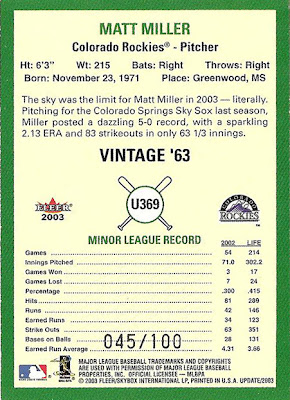 MATT MILLER
Colorado Rockies® - Pitcher
Ht: 6'3" Wt: 215 Bats: Right Throws: Right
Born: November 23, 1971 Place: Greenwood, MS
The sky was the limit for Matt Miller in 2003 — literally.
Pitching for the Colorado Springs Sky Sox last season,
Miller posted a dazzling 5-0 record, with a sparkling
2.13 ERA and 83 strikeouts in only 63 1/3 innings.
VINTAGE '63
FLEER
2003
U369
COLORADO
ROCKIES
MINOR LEAGUE RECORD
2002 LIFE
Games 54 214
Innings Pitched 71.0 302.2
Games Won 3 17
Games Lost 7 24
Percentage .300 .415
Hits 81 289
Runs 42 146
Earned Runs 34 123
Strike Outs 63 351
Bases on Balls 28 131
Earned Run Average 4.31 3.66
045/100
MAJOR LEAGUE BASEBALL TRADEMARKS AND COPYRIGHTS
ARE USED WITH PERMISSION OF MAJOR LEAGUE BASEBALL
PROPERTIES, INC. OFFICIAL LICENSEE — MLBPA
© 2003 FLEER/SKYBOX INTERNATIONAL LP, PRINTED IN U.S.A. UPDATE/2003